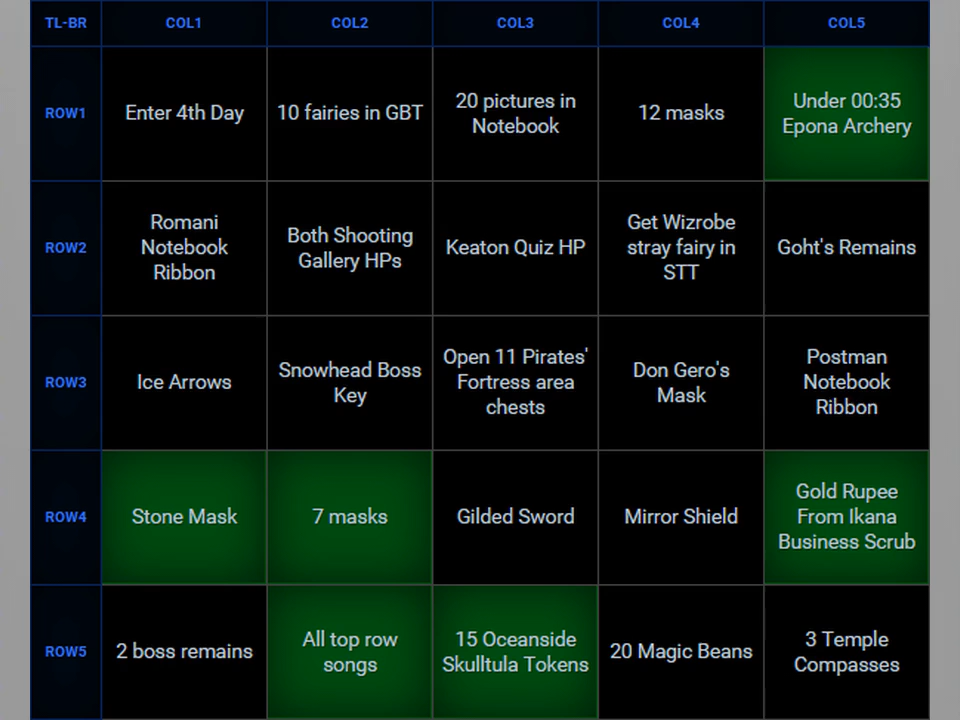 TL-BR COL1 COL2 COL3 COL4 COL5
ROW1
Enter 4th Day
10 fairies in GBT
20 pictures in
Notebook
12 masks
Under 00:35
Epona Archery
ROW2
Romani
Notebook
Ribbon
Both Shooting
Gallery HPs
Keaton Quiz HP
Get Wizrobe
stray fairy in
STT
Goht's Remains
ROW3
Ice Arrows
Snowhead Boss
Key
Open 11 Pirates'
Fortress area
chests
Don Gero's
Mask
Postman
Notebook
Ribbon
ROW4
Stone Mask
7 masks
Gilded Sword
Mirror Shield
Gold Rupee
From Ikana
Business Scrub
ROW5
2 boss remains
All top row
songs
15 Oceanside
Skulltula Tokens
20 Magic Beans
3 Temple
Compasses